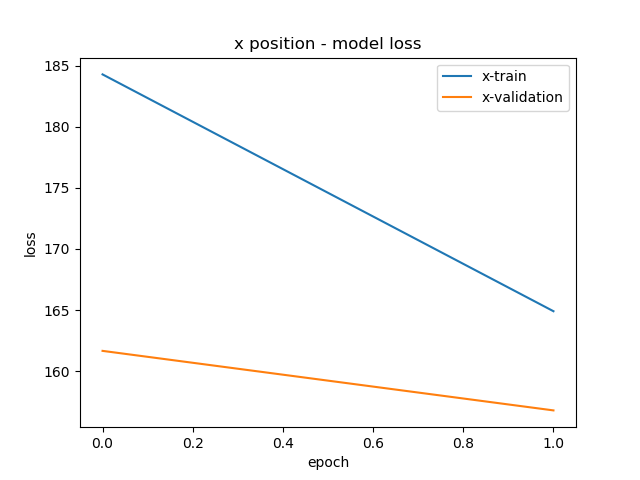 x position - model loss
185
180
175
170
165
160
loss
x-train
x-validation
0.0 0.2 0.4 0.6 0.8 1.0
epoch